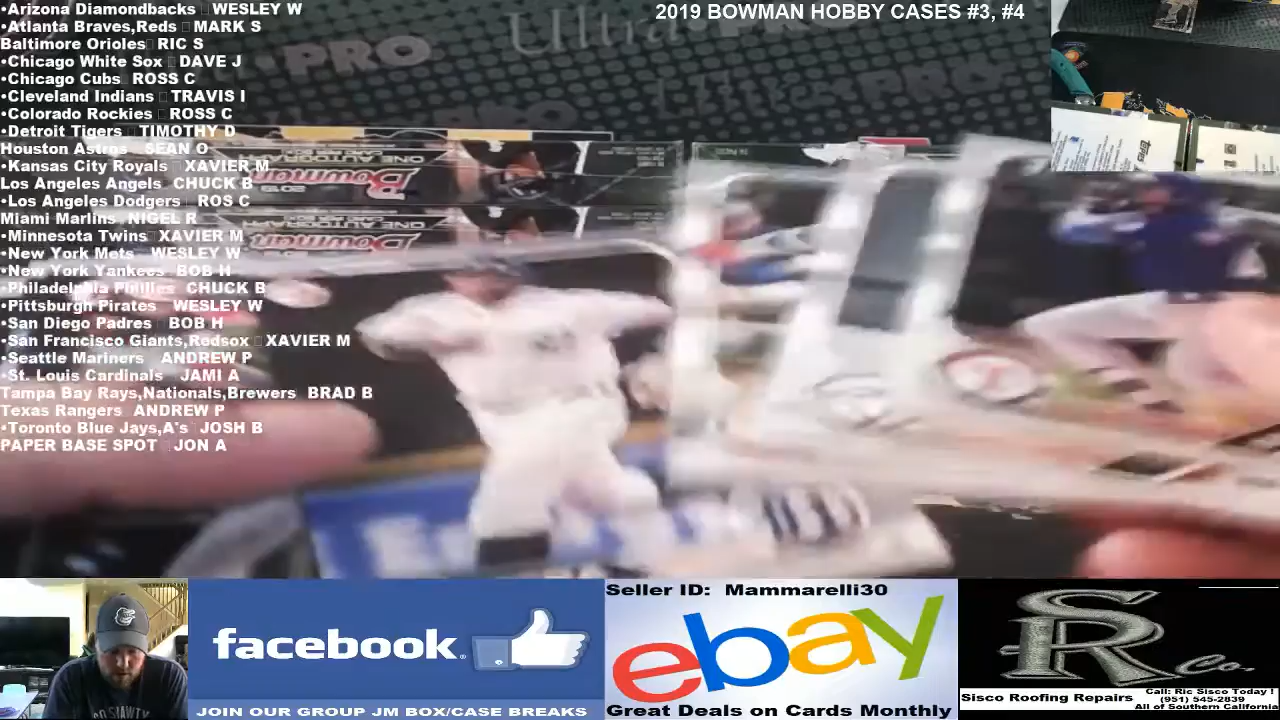 •Arizona Diamondbacks WESLEY W
•Atlanta Braves,Reds MARK S
Baltimore Orioles RIC S
•Chicago White Sox DAVE J
•Chicago Cubs ROSS C
•Cleveland Indians TRAVIS I
•Colorado Rockies ROSS C
•Detroit Tigers TIMOTHY D
Houston Astros SEAN O
•Kansas City Royals XAVIER M
Los Angeles Angels CHUCK B
•Los Angeles Dodgers ROS C
Miami Marlins NIGEL R
•Minnesota Twins XAVIER M
•New York Mets WESLEY W
•New York Yankees BOB H
•Philadelphia Phillies CHUCK B
•Pittsburgh Pirates WESLEY W
•San Diego Padres BOB H
•San Francisco Giants,Redsox XAVIER M
•Seattle Mariners ANDREW P
•St. Louis Cardinals JAMI A
Tampa Bay Rays,Nationals,Brewers BRAD B
Texas Rangers ANDREW P
•Toronto Blue Jays,A's JOSH B
PAPER BASE SPOT JON A
2019 BOWMAN HOBBY CASES #3, #4
Ultra PRO
PRO
ONE AUTOGRAPH
Bowman
2019
ONE AUTOGRAPH
Bowman
topps
facebook
JOIN OUR GROUP JM BOX/CASE BREAKS
Seller ID: Mammarelli30
ebay
Great Deals on Cards Monthly
SR Co.
Sisco Roofing Repairs
Call: Ric Sisco Today !
(951) 545-2839
All of Southern California